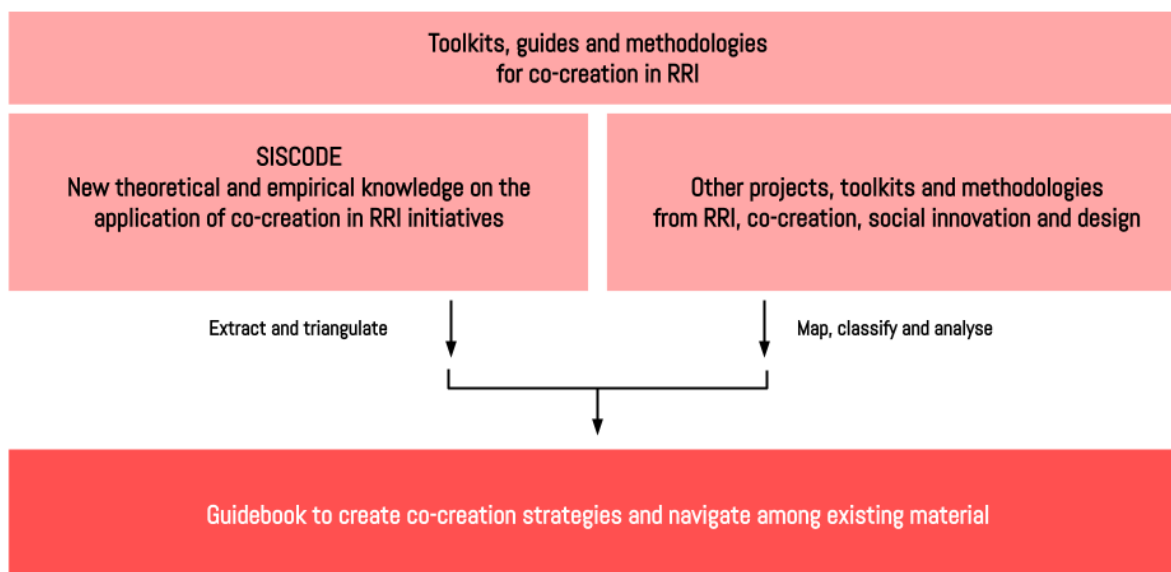 Toolkits, guides and methodologies
for co-creation in RRI
SISCODE
New theoretical and empirical knowledge on the
application of co-creation in RRI initiatives
Other projects, toolkits and methodologies
from RRI, co-creation, social innovation and design
Extract and triangulate
Map, classify and analyse
Guidebook to create co-creation strategies and navigate among existing material